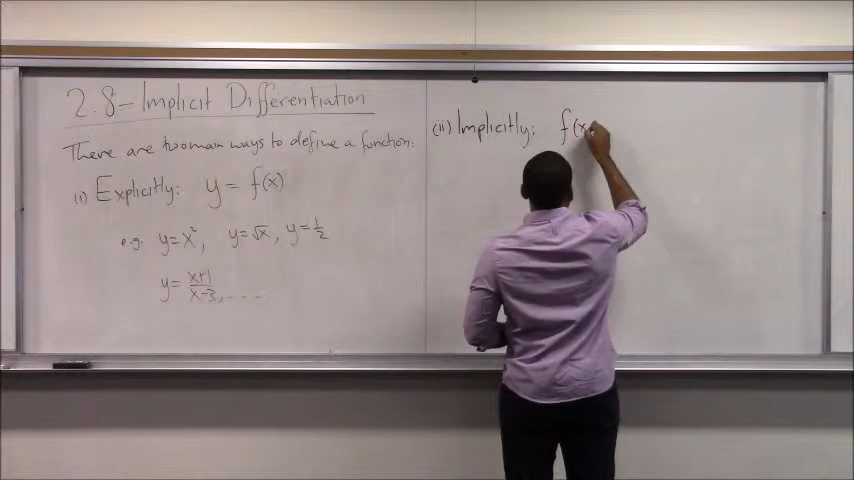 2.8 - Implicit Differentiation
There are two main ways to define a function:
(i) Explicitly: y = f(x)
e.g. y = x², y = √x, y = 1/2
y = (x+1)/(x-3), ....
(ii) Implicitly: f(x,